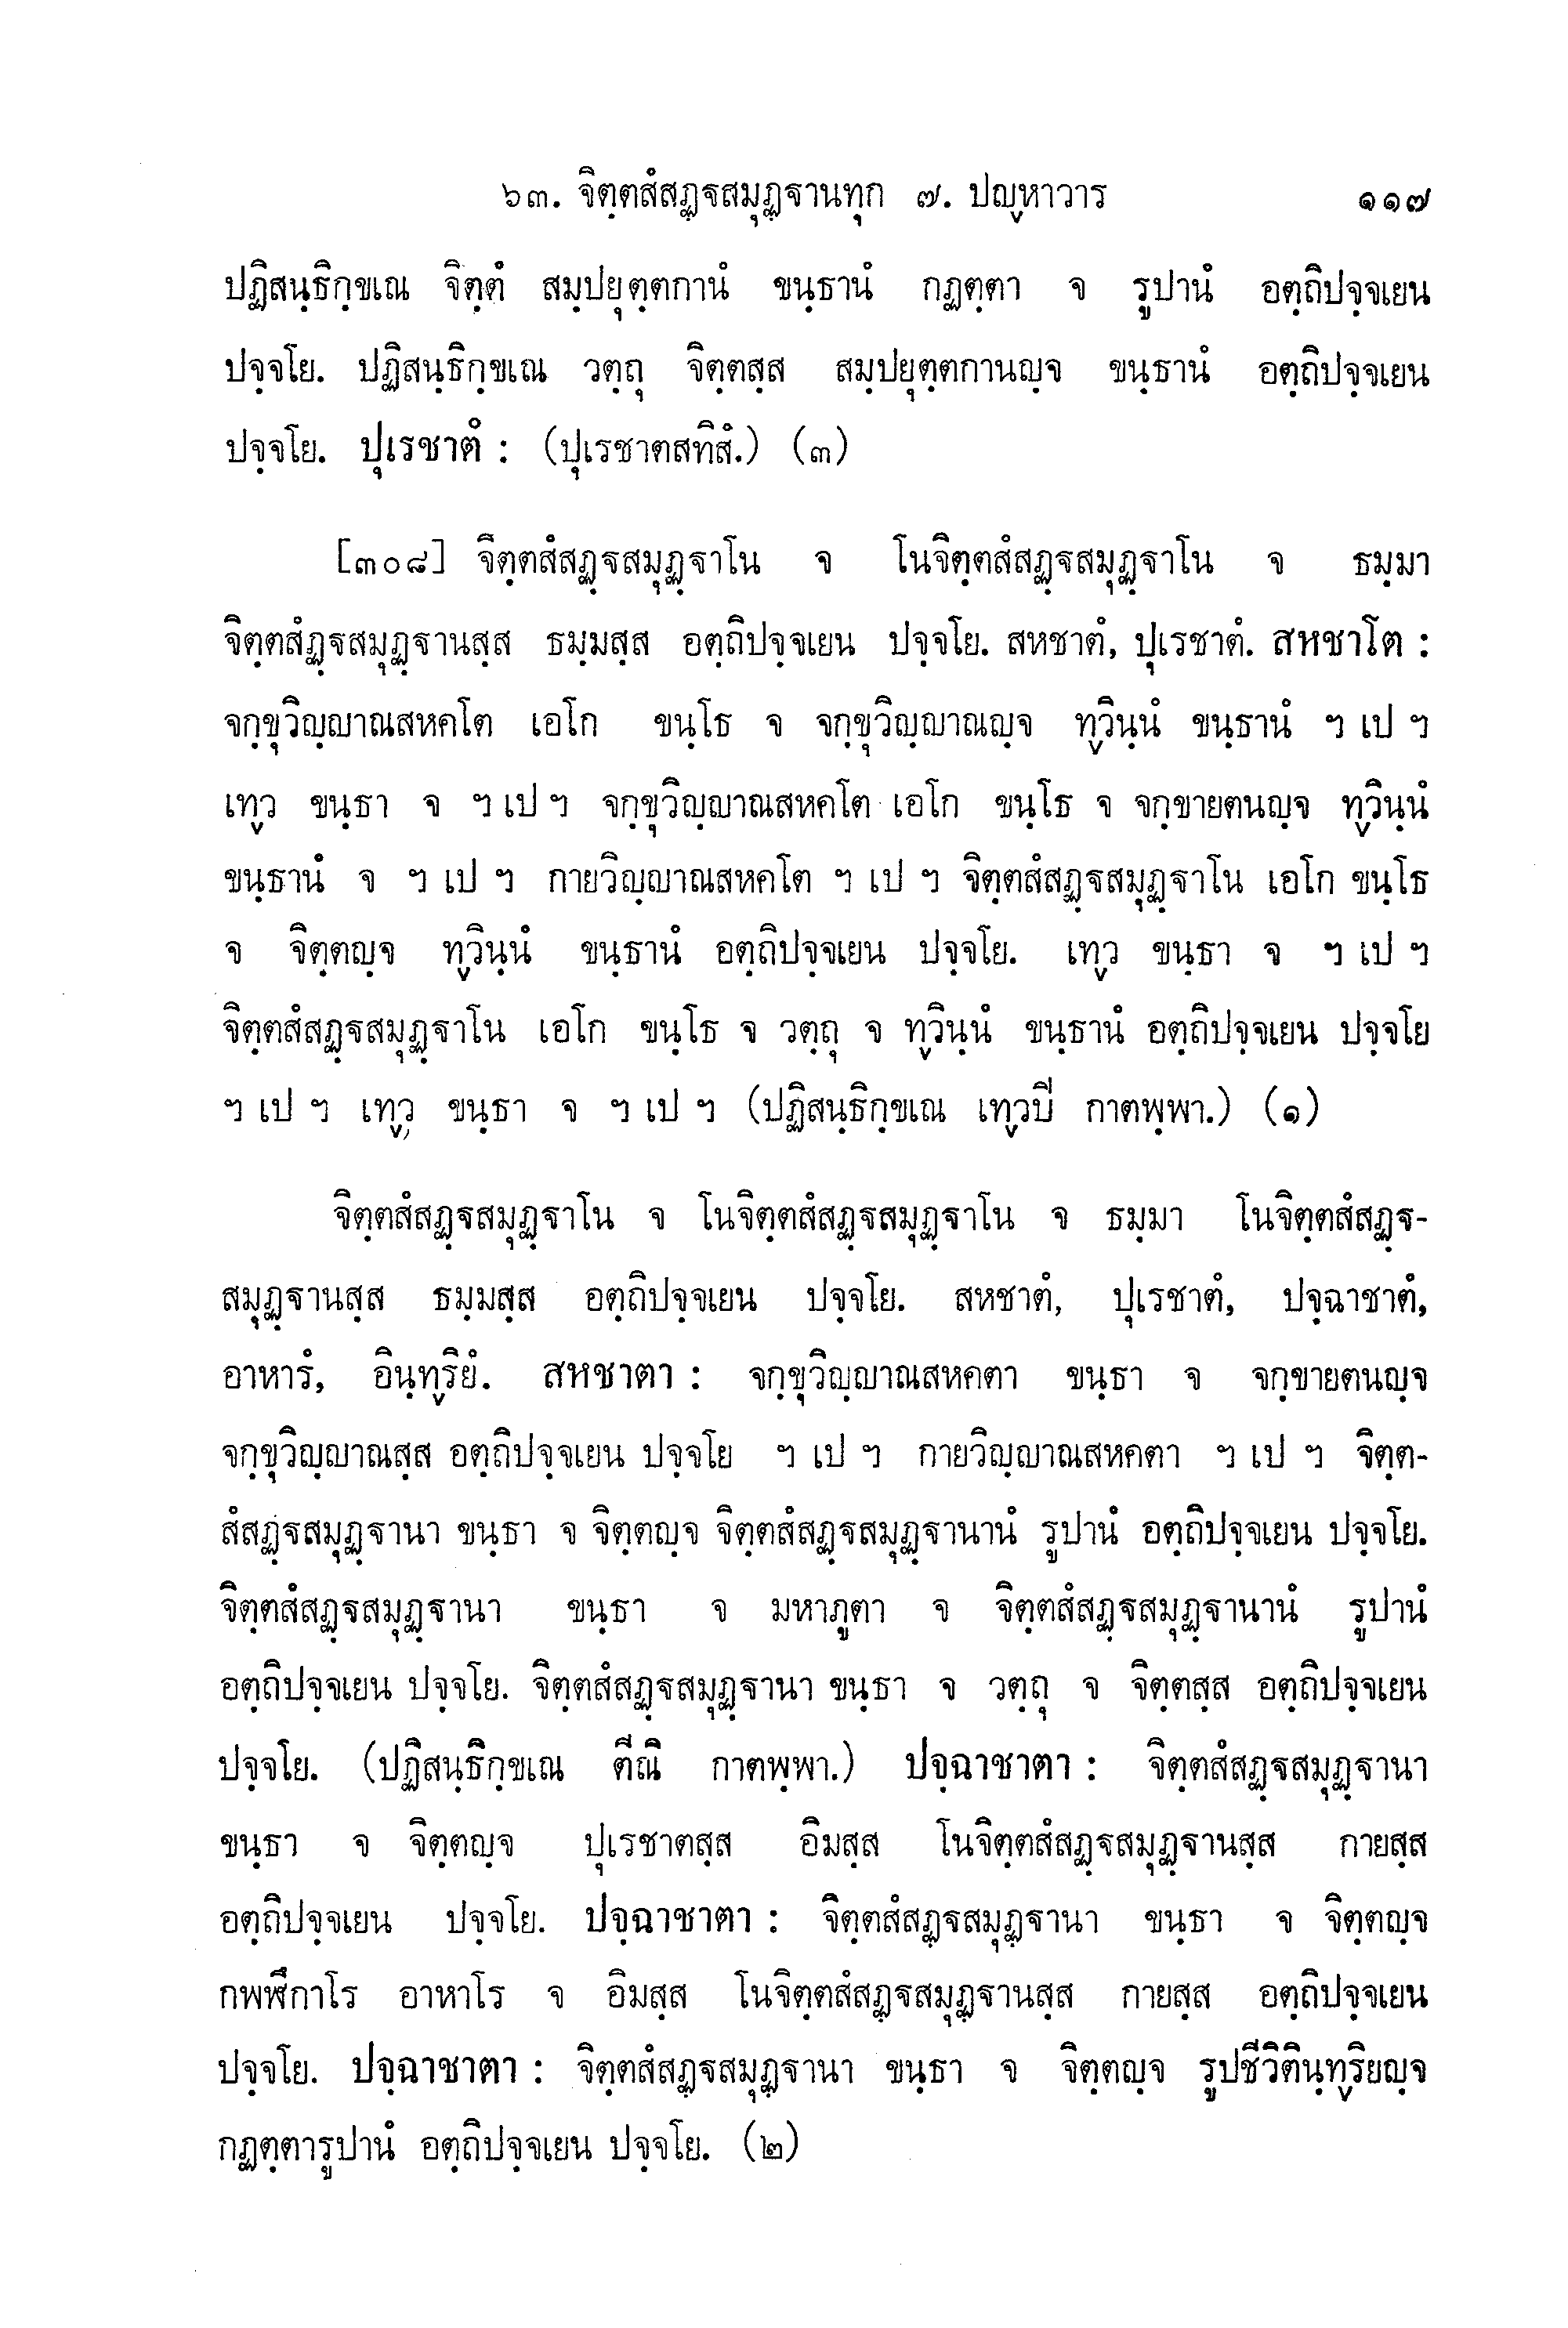 ๖๓. จิตฺตสํสฏฺฐสมุฏฺฐานทุก ๗. ปญฺหาวาร ๑๑๗
ปฏิสนฺธิกฺขเณ จิตฺตํ สมฺปยุตฺตกานํ ขนฺธานํ กฏตฺตา จ รูปานํ อตฺถิปจฺจเยน
ปจฺจโย. ปฏิสนฺธิกฺขเณ วตฺถุ จิตฺตสฺส สมฺปยุตฺตกานญฺจ ขนฺธานํ อตฺถิปจฺจเยน
ปจฺจโย. ปุเรชาตํ : (ปุเรชาตสทิสํ.) (๓)
[๓๐๘] จิตฺตสํสฏฺฐสมุฏฺฐาโน จ โนจิตฺตสํสฏฺฐสมุฏฺฐาโน จ ธมฺมา
จิตฺตสํฏฺฐสมุฏฺฐานสฺส ธมฺมสฺส อตฺถิปจฺจเยน ปจฺจโย. สหชาตํ, ปุเรชาตํ. สหชาโต :
จกฺขุวิญฺญาณสหคโต เอโก ขนฺโธ จ จกฺขุวิญฺญาณญฺจ ทฺวินฺนํ ขนฺธานํ ฯ เป ฯ
เทฺว ขนฺธา จ ฯ เป ฯ จกฺขุวิญฺญาณสหคโต เอโก ขนฺโธ จ จกฺขายตนญฺจ ทฺวินฺนํ
ขนฺธานํ จ ฯ เป ฯ กายวิญฺญาณสหคโต ฯ เป ฯ จิตฺตสํสฏฺฐสมุฏฺฐาโน เอโก ขนฺโธ
จ จิตฺตญฺจ ทฺวินฺนํ ขนฺธานํ อตฺถิปจฺจเยน ปจฺจโย. เทฺว ขนฺธา จ ฯ เป ฯ
จิตฺตสํสฏฺฐสมุฏฺฐาโน เอโก ขนฺโธ จ วตฺถุ จ ทฺวินฺนํ ขนฺธานํ อตฺถิปจฺจเยน ปจฺจโย
ฯ เป ฯ เทฺว ขนฺธา จ ฯ เป ฯ (ปฏิสนฺธิกฺขเณ เทฺวปี กาตพฺพา.) (๑)
จิตฺตสํสฏฺฐสมุฏฺฐาโน จ โนจิตฺตสํสฏฺฐสมุฏฺฐาโน จ ธมฺมา โนจิตฺตสํสฏฺฐ-
สมุฏฺฐานสฺส ธมฺมสฺส อตฺถิปจฺจเยน ปจฺจโย. สหชาตํ, ปุเรชาตํ, ปจฺฉาชาตํ,
อาหารํ, อินฺทฺริยํ. สหชาตา : จกฺขุวิญฺญาณสหคตา ขนฺธา จ จกฺขายตนญฺจ
จกฺขุวิญฺญาณสฺส อตฺถิปจฺจเยน ปจฺจโย ฯ เป ฯ กายวิญฺญาณสหคตา ฯ เป ฯ จิตฺต-
สํสฏฺฐสมุฏฺฐานา ขนฺธา จ จิตฺตญฺจ จิตฺตสํสฏฺฐสมุฏฺฐานานํ รูปานํ อตฺถิปจฺจเยน ปจฺจโย.
จิตฺตสํสฏฺฐสมุฏฺฐานา ขนฺธา จ มหาภูตา จ จิตฺตสํสฏฺฐสมุฏฺฐานานํ รูปานํ
อตฺถิปจฺจเยน ปจฺจโย. จิตฺตสํสฏฺฐสมุฏฺฐานา ขนฺธา จ วตฺถุ จ จิตฺตสฺส อตฺถิปจฺจเยน
ปจฺจโย. (ปฏิสนฺธิกฺขเณ ตีณิ กาตพฺพา.) ปจฺฉาชาตา : จิตฺตสํสฏฺฐสมุฏฺฐานา
ขนฺธา จ จิตฺตญฺจ ปุเรชาตสฺส อิมสฺส โนจิตฺตสํสฏฺฐสมุฏฺฐานสฺส กายสฺส
อตฺถิปจฺจเยน ปจฺจโย. ปจฺฉาชาตา : จิตฺตสํสฏฺฐสมุฏฺฐานา ขนฺธา จ จิตฺตญฺจ
กพฬีกาโร อาหาโร จ อิมสฺส โนจิตฺตสํสฏฺฐสมุฏฺฐานสฺส กายสฺส อตฺถิปจฺจเยน
ปจฺจโย. ปจฺฉาชาตา : จิตฺตสํสฏฺฐสมุฏฺฐานา ขนฺธา จ จิตฺตญฺจ รูปชีวิตินฺทฺริยญฺจ
กฏตฺตารูปานํ อตฺถิปจฺจเยน ปจฺจโย. (๒)